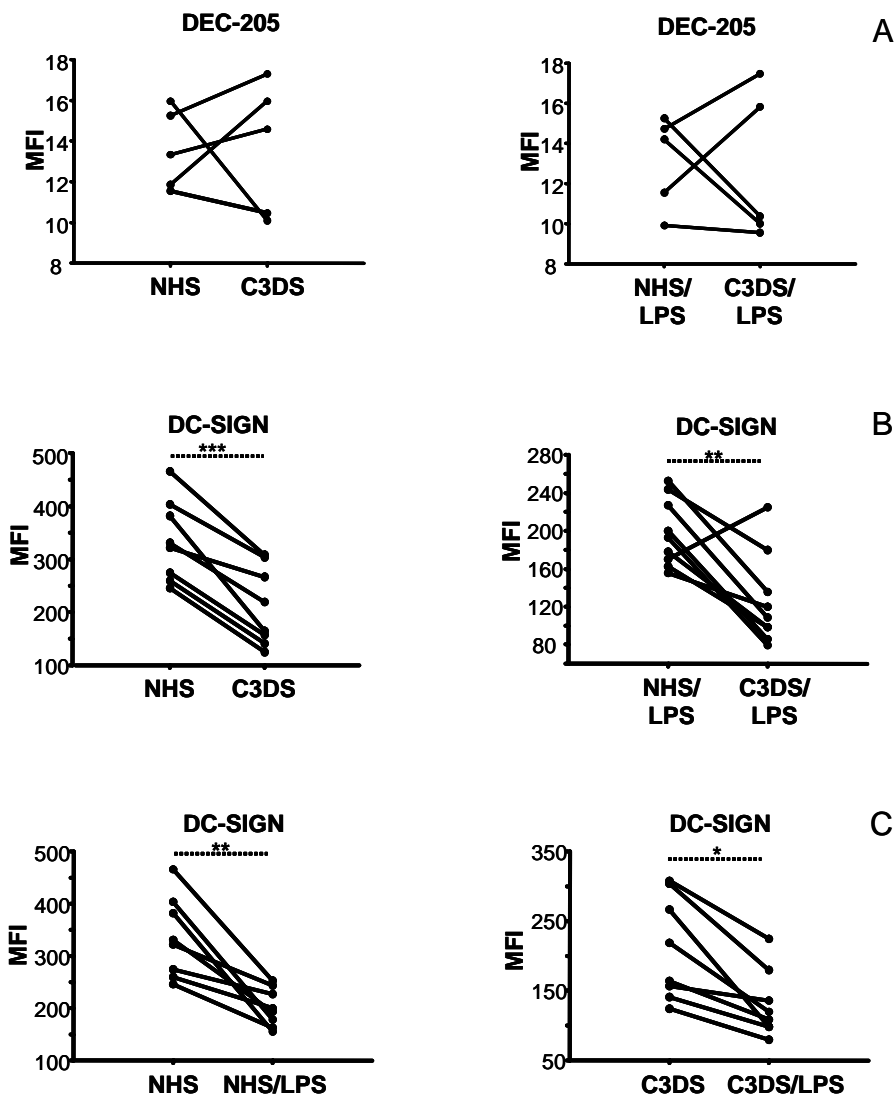 DEC-205
DEC-205
A
18
16
14
12
10
8
MFI
NHS
C3DS
18
16
14
12
10
8
MFI
NHS/
LPS
C3DS/
LPS
DC-SIGN
DC-SIGN
B
***
500
400
300
200
100
MFI
NHS
C3DS
**
280
240
200
160
120
80
MFI
NHS/
LPS
C3DS/
LPS
DC-SIGN
DC-SIGN
C
**
500
400
300
200
100
MFI
NHS
NHS/LPS
*
350
250
150
50
MFI
C3DS
C3DS/LPS